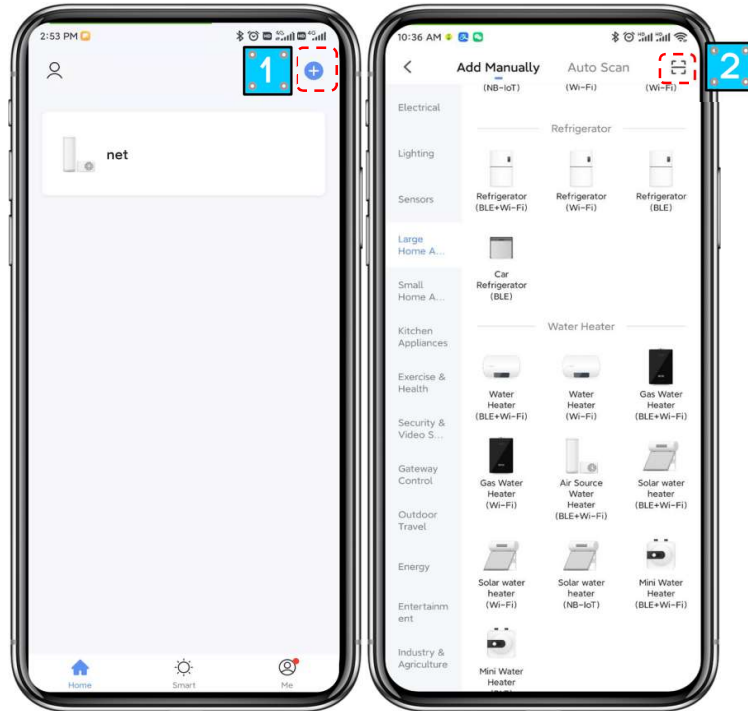 2:53 PM
4G
4G
1
net
Home
Smart
Me
10:36 AM
2
Add Manually
Auto Scan
(NB-IoT)
(Wi-Fi)
(Wi-Fi)
Electrical
Lighting
Sensors
Large
Home A...
Small
Home A...
Kitchen
Appliances
Exercise &
Health
Security &
Video S...
Gateway
Control
Outdoor
Travel
Energy
Entertainm
ent
Industry &
Agriculture
Refrigerator
Refrigerator
(BLE+Wi-Fi)
Refrigerator
(Wi-Fi)
Refrigerator
(BLE)
Car
Refrigerator
(BLE)
Water Heater
Water
Heater
(BLE+Wi-Fi)
Water
Heater
(Wi-Fi)
Gas Water
Heater
(BLE+Wi-Fi)
Gas Water
Heater
(Wi-Fi)
Air Source
Water
Heater
(BLE+Wi-Fi)
Solar water
heater
(BLE+Wi-Fi)
Solar water
heater
(Wi-Fi)
Solar water
heater
(NB-IoT)
Mini Water
Heater
(BLE+Wi-Fi)
Mini Water
Heater